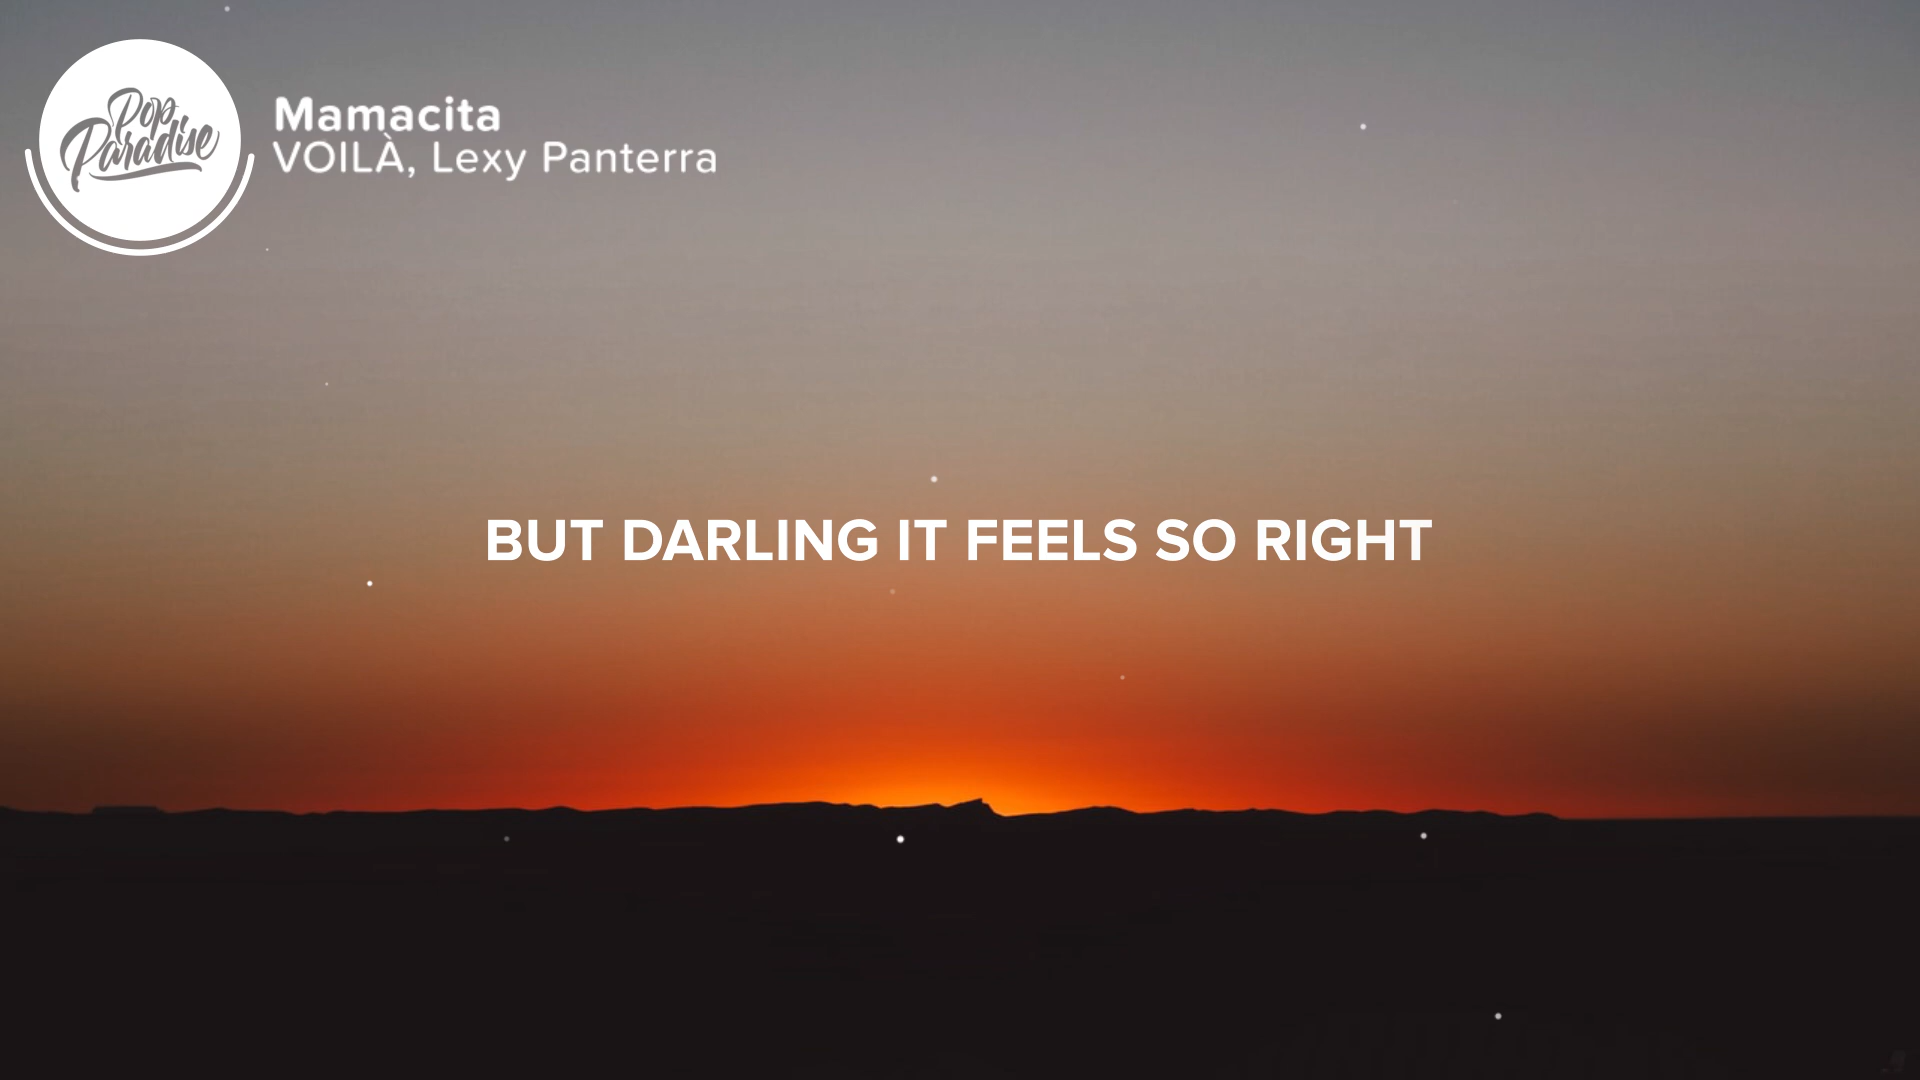 Pop
Paradise
Mamacita
VOILÀ, Lexy Panterra
BUT DARLING IT FEELS SO RIGHT